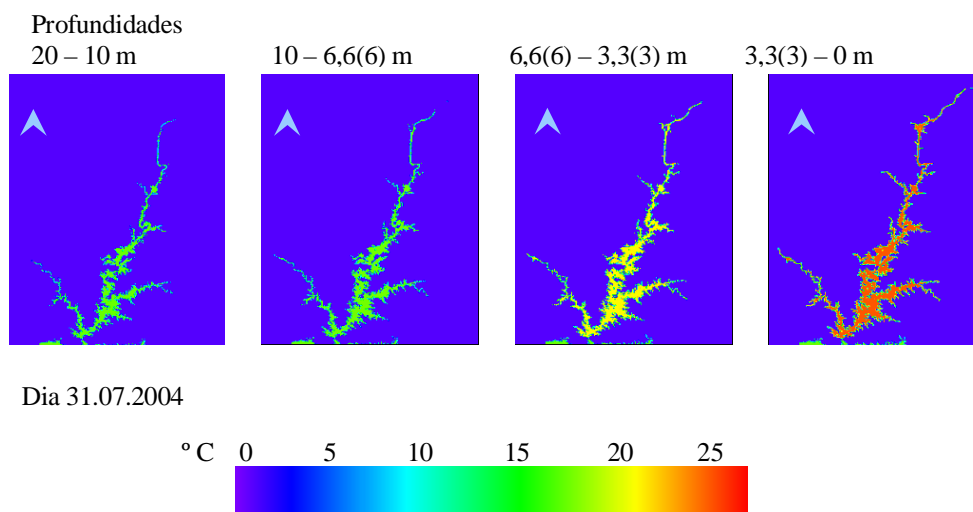 Profundidades
20 – 10 m
10 – 6,6(6) m
6,6(6) – 3,3(3) m
3,3(3) – 0 m
Dia 31.07.2004
º C 0 5 10 15 20 25